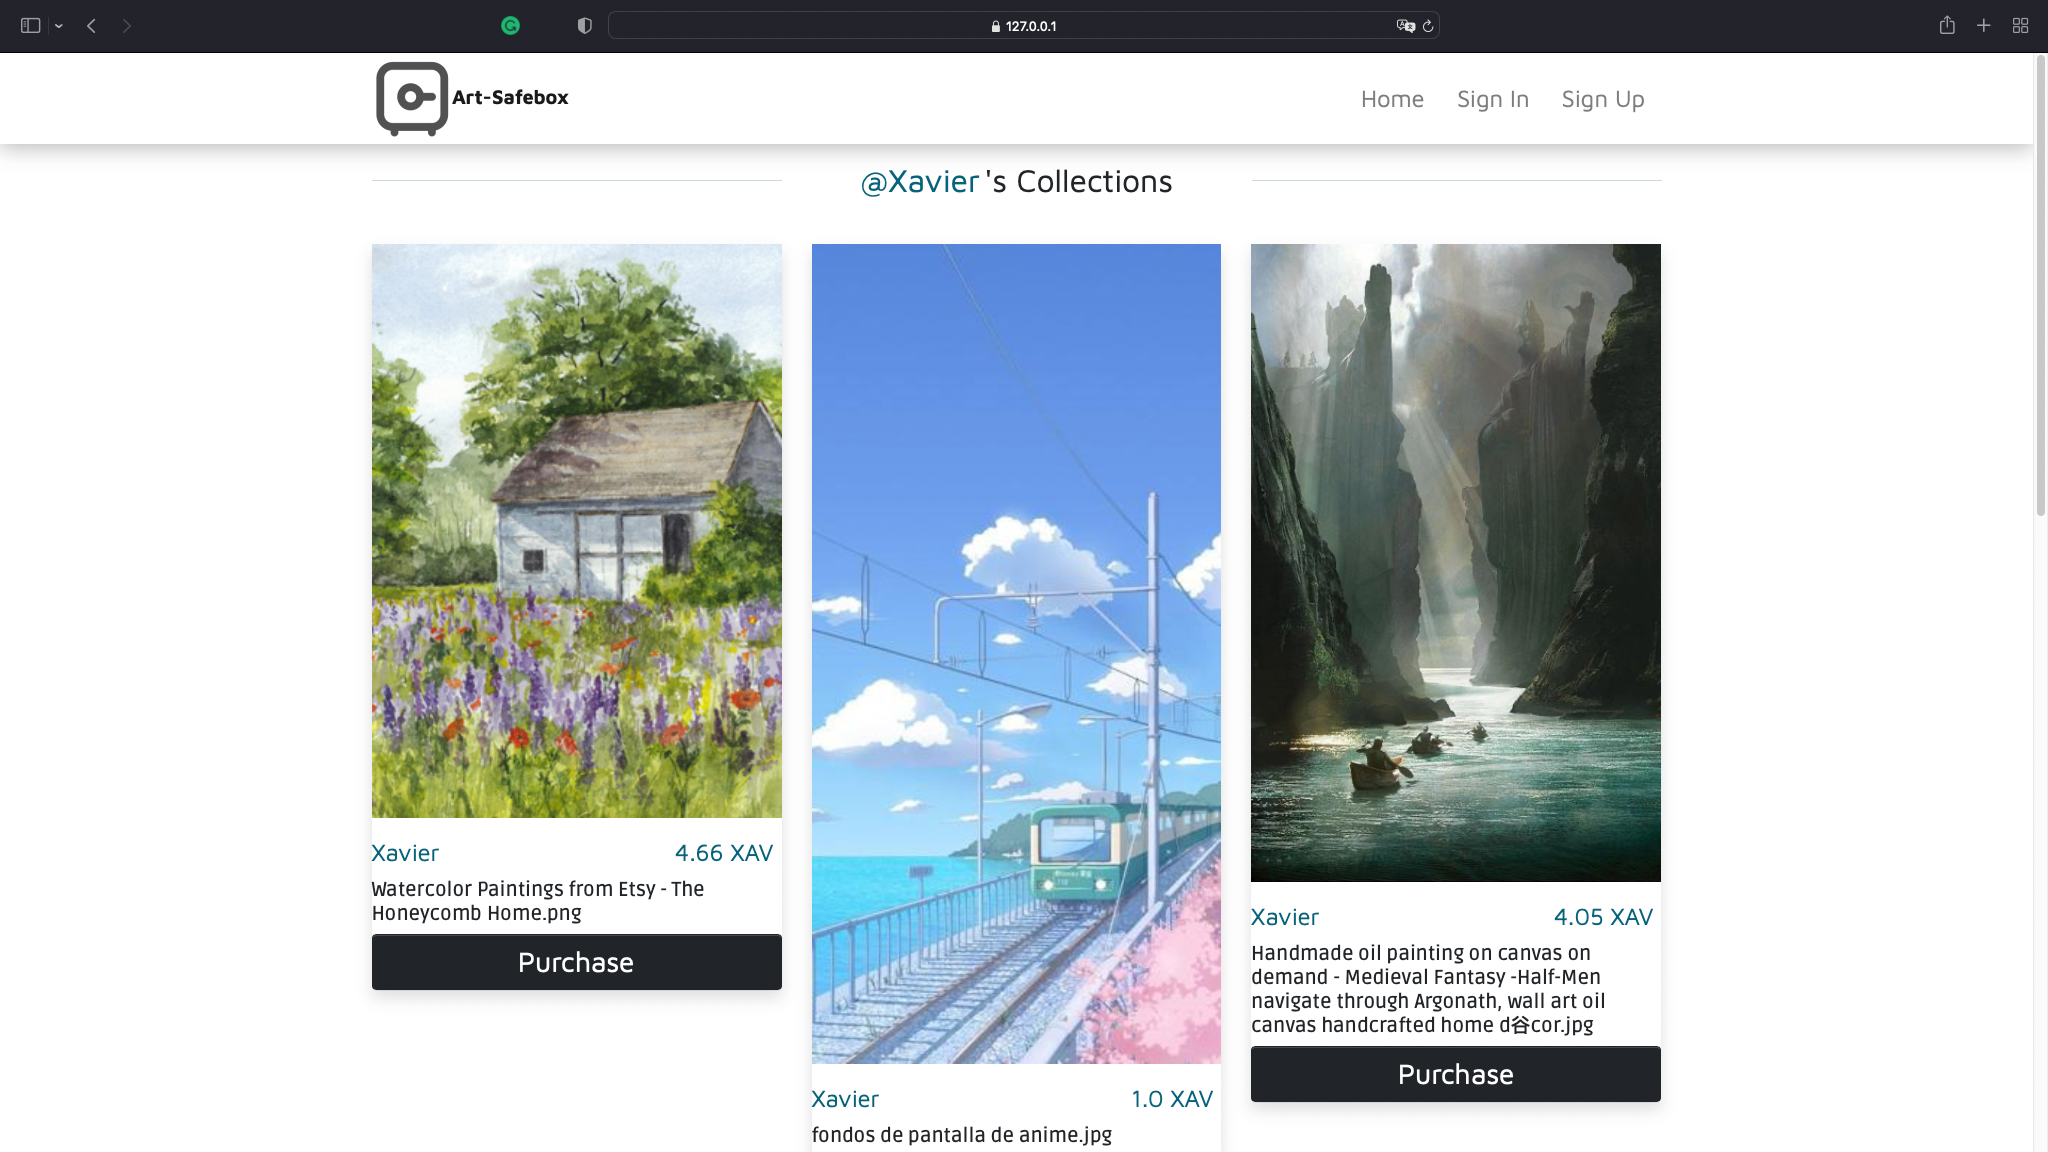 127.0.0.1
Art-Safebox
Home
Sign In
Sign Up
@Xavier's Collections
Xavier
4.66 XAV
Watercolor Paintings from Etsy - The
Honeycomb Home.png
Purchase
Xavier
1.0 XAV
fondos de pantalla de anime.jpg
Xavier
4.05 XAV
Handmade oil painting on canvas on
demand - Medieval Fantasy -Half-Men
navigate through Argonath, wall art oil
canvas handcrafted home d谷cor.jpg
Purchase